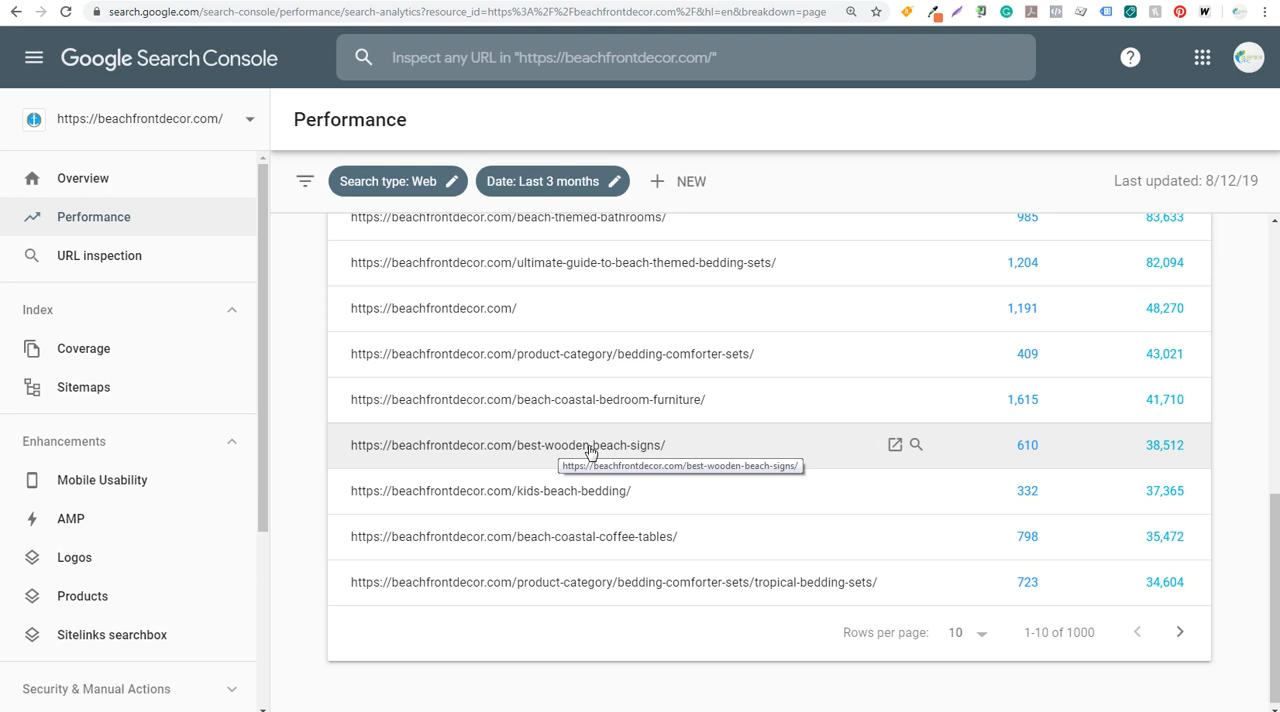 search.google.com/search-console/performance/search-analytics?resource_id=https%3A%2F%2Fbeachfrontdecor.com%2F&hl=en&breakdown=page
Google Search Console
Inspect any URL in "https://beachfrontdecor.com/"
https://beachfrontdecor.com/
Performance
Overview
Performance
URL inspection
Index
Coverage
Sitemaps
Enhancements
Mobile Usability
AMP
Logos
Products
Sitelinks searchbox
Security & Manual Actions
Search type: Web
Date: Last 3 months
NEW
Last updated: 8/12/19
https://beachfrontdecor.com/beach-themed-bathrooms/ 985 83,633
https://beachfrontdecor.com/ultimate-guide-to-beach-themed-bedding-sets/ 1,204 82,094
https://beachfrontdecor.com/ 1,191 48,270
https://beachfrontdecor.com/product-category/bedding-comforter-sets/ 409 43,021
https://beachfrontdecor.com/beach-coastal-bedroom-furniture/ 1,615 41,710
https://beachfrontdecor.com/best-wooden-beach-signs/ 610 38,512
https://beachfrontdecor.com/best-wooden-beach-signs/
https://beachfrontdecor.com/kids-beach-bedding/ 332 37,365
https://beachfrontdecor.com/beach-coastal-coffee-tables/ 798 35,472
https://beachfrontdecor.com/product-category/bedding-comforter-sets/tropical-bedding-sets/ 723 34,604
Rows per page: 10 1-10 of 1000